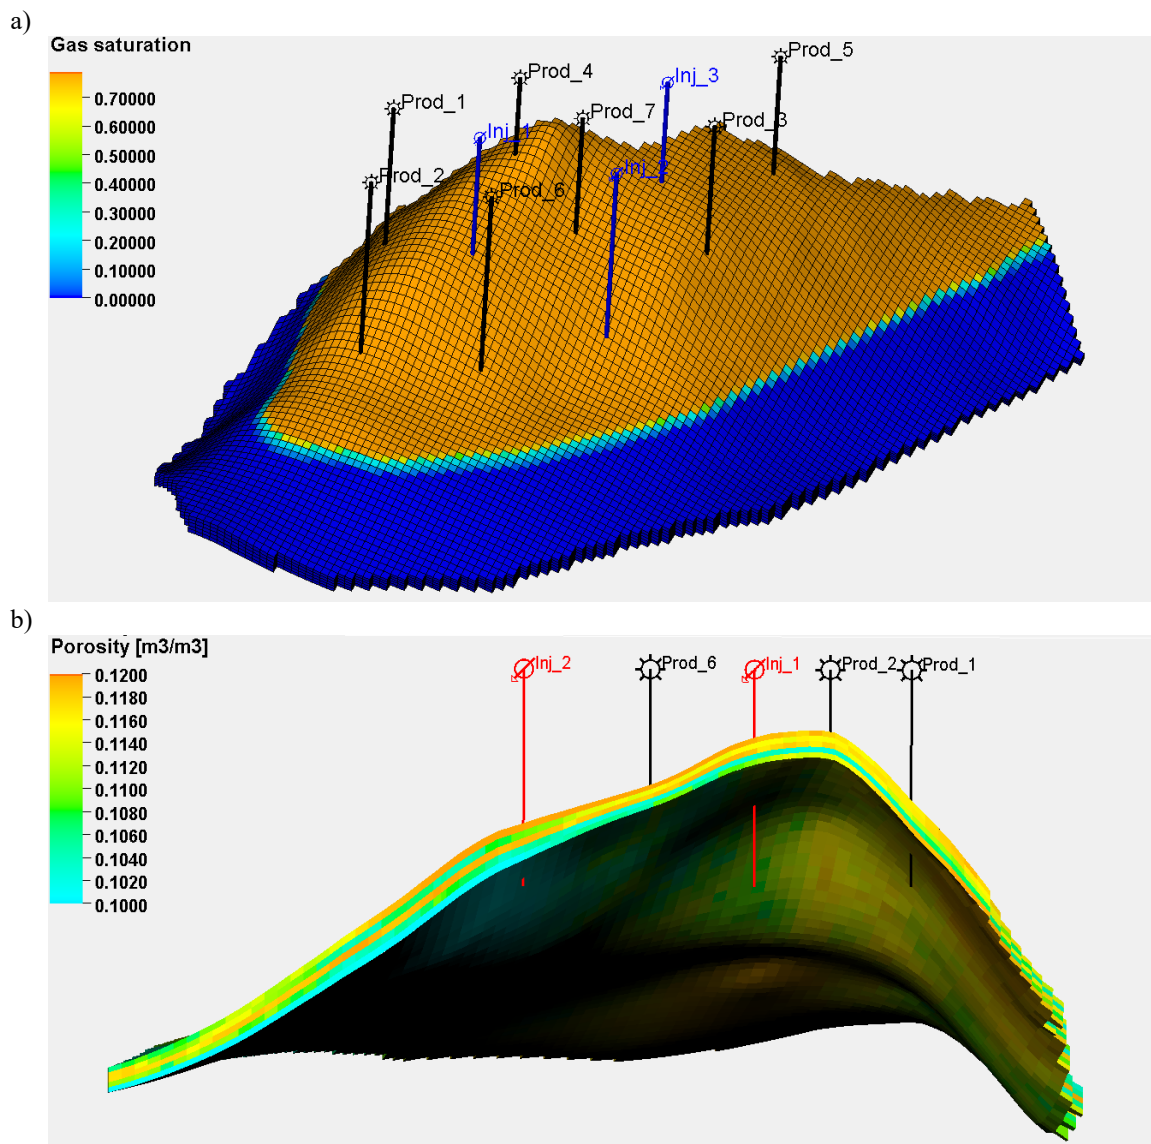 a)
Gas saturation
Prod_5
Prod_4
Inj_3
0.70000
Prod_1
Prod_7
0.60000
Prod_3
0.50000
Inj_1
0.40000
Prod_2
Inj_2
0.30000
Prod_6
0.20000
0.10000
0.00000
b)
Porosity [m3/m3]
Inj_2
Prod_6
Inj_1
Prod_2
Prod_1
0.1200
0.1160
0.1140
0.1120
0.1100
0.1080
0.1060
0.1040
0.1020
0.1000